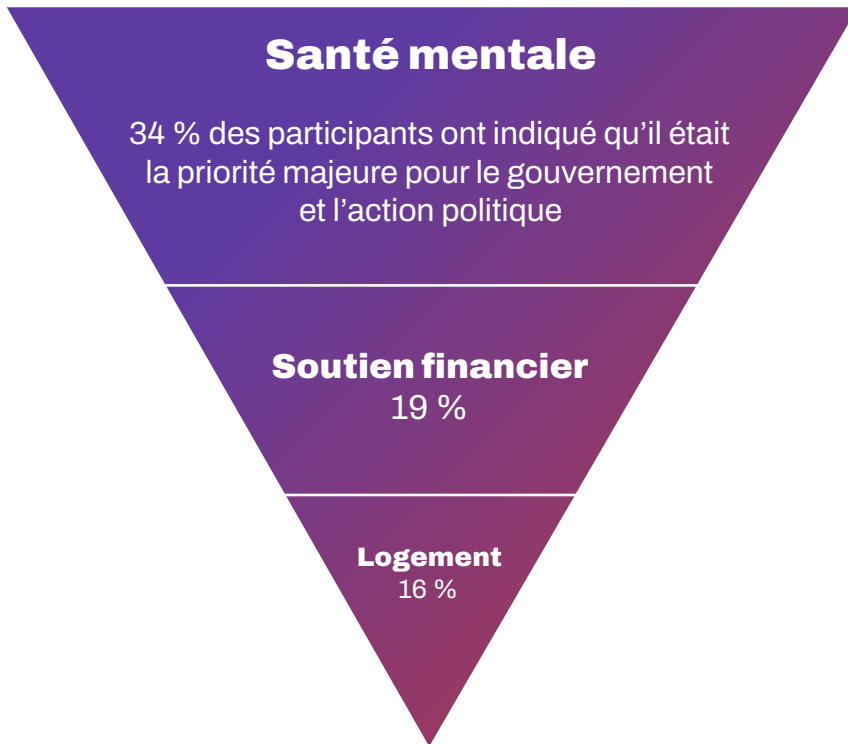 Santé mentale
34 % des participants ont indiqué qu’il était
la priorité majeure pour le gouvernement
et l’action politique
Soutien financier
19 %
Logement
16 %